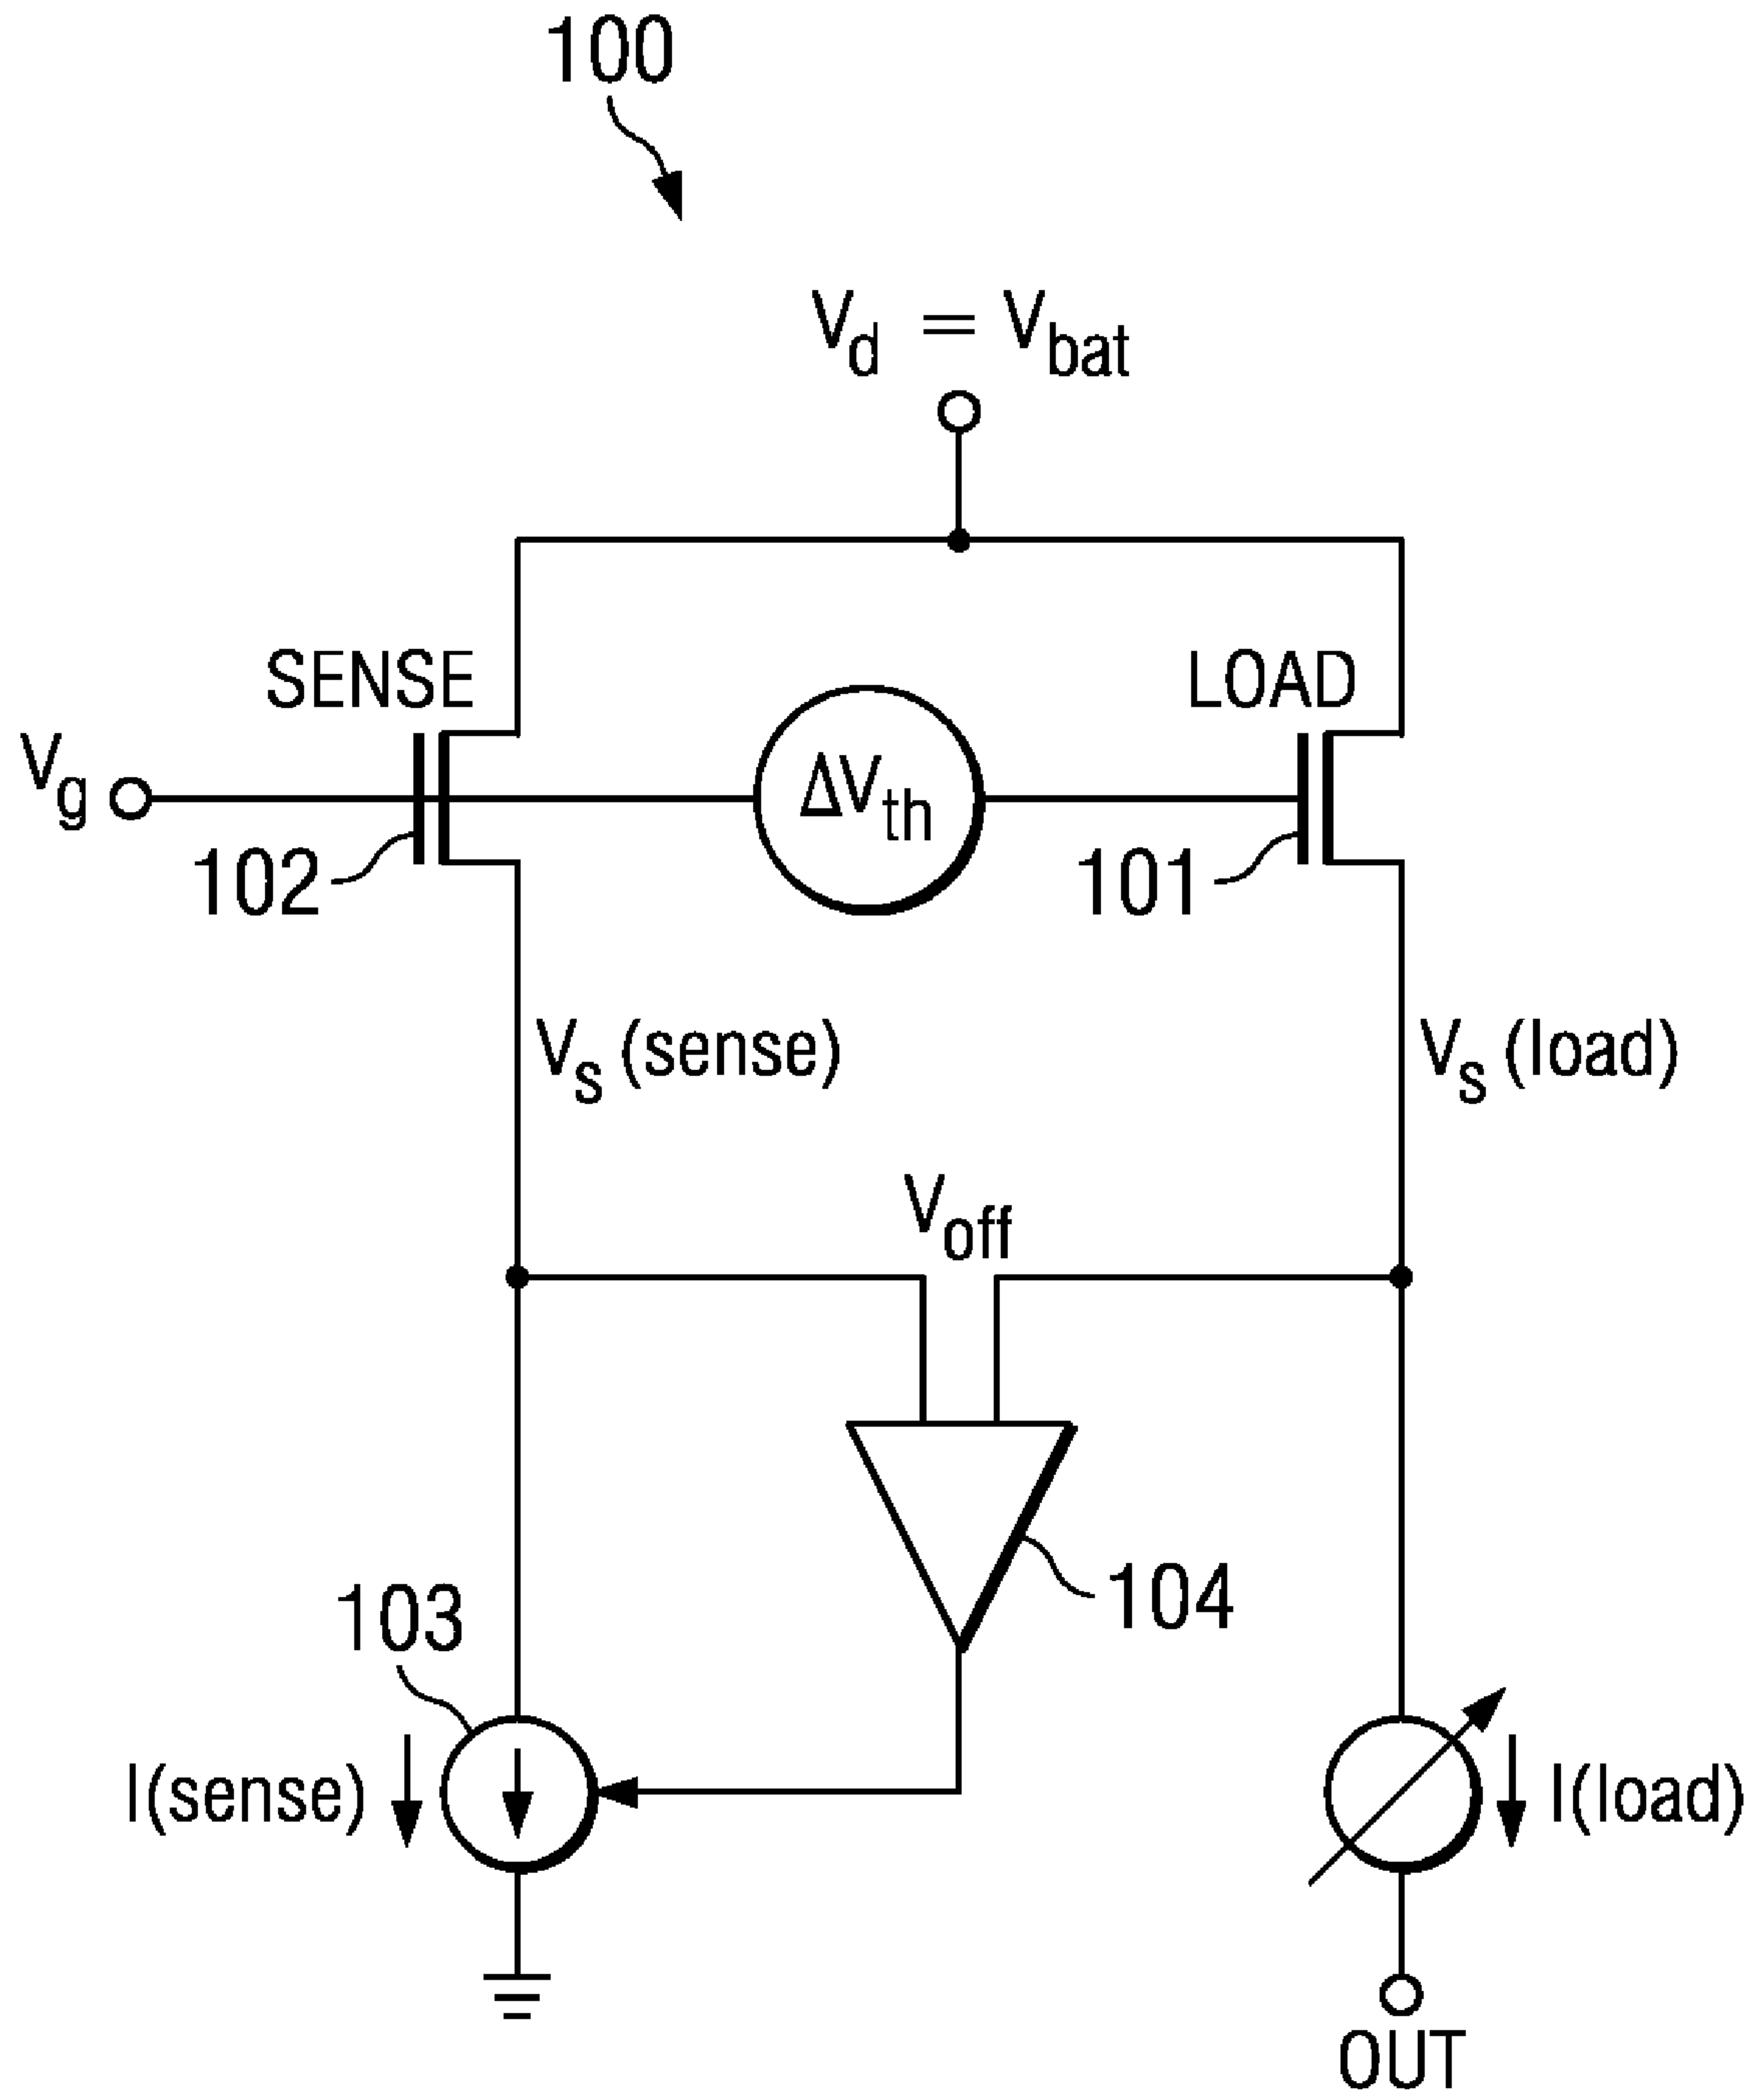 100
Vd = Vbat
SENSE
LOAD
Vg
ΔVth
102
101
Vs (sense)
Vs (load)
Voff
104
103
I(sense)
I(load)
OUT